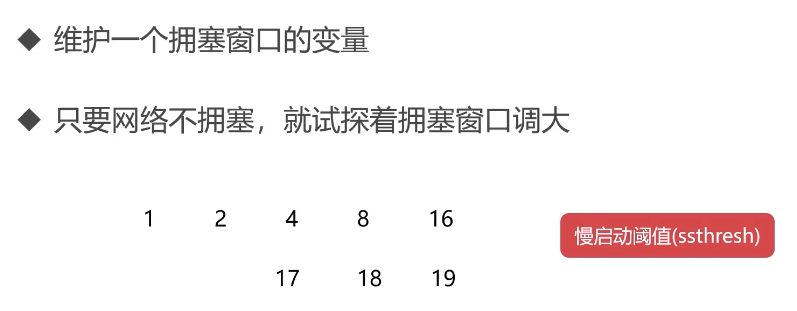 ◆ 维护一个拥塞窗口的变量
◆ 只要网络不拥塞，就试探着拥塞窗口调大
1 2 4 8 16
慢启动阈值(ssthresh)
17 18 19